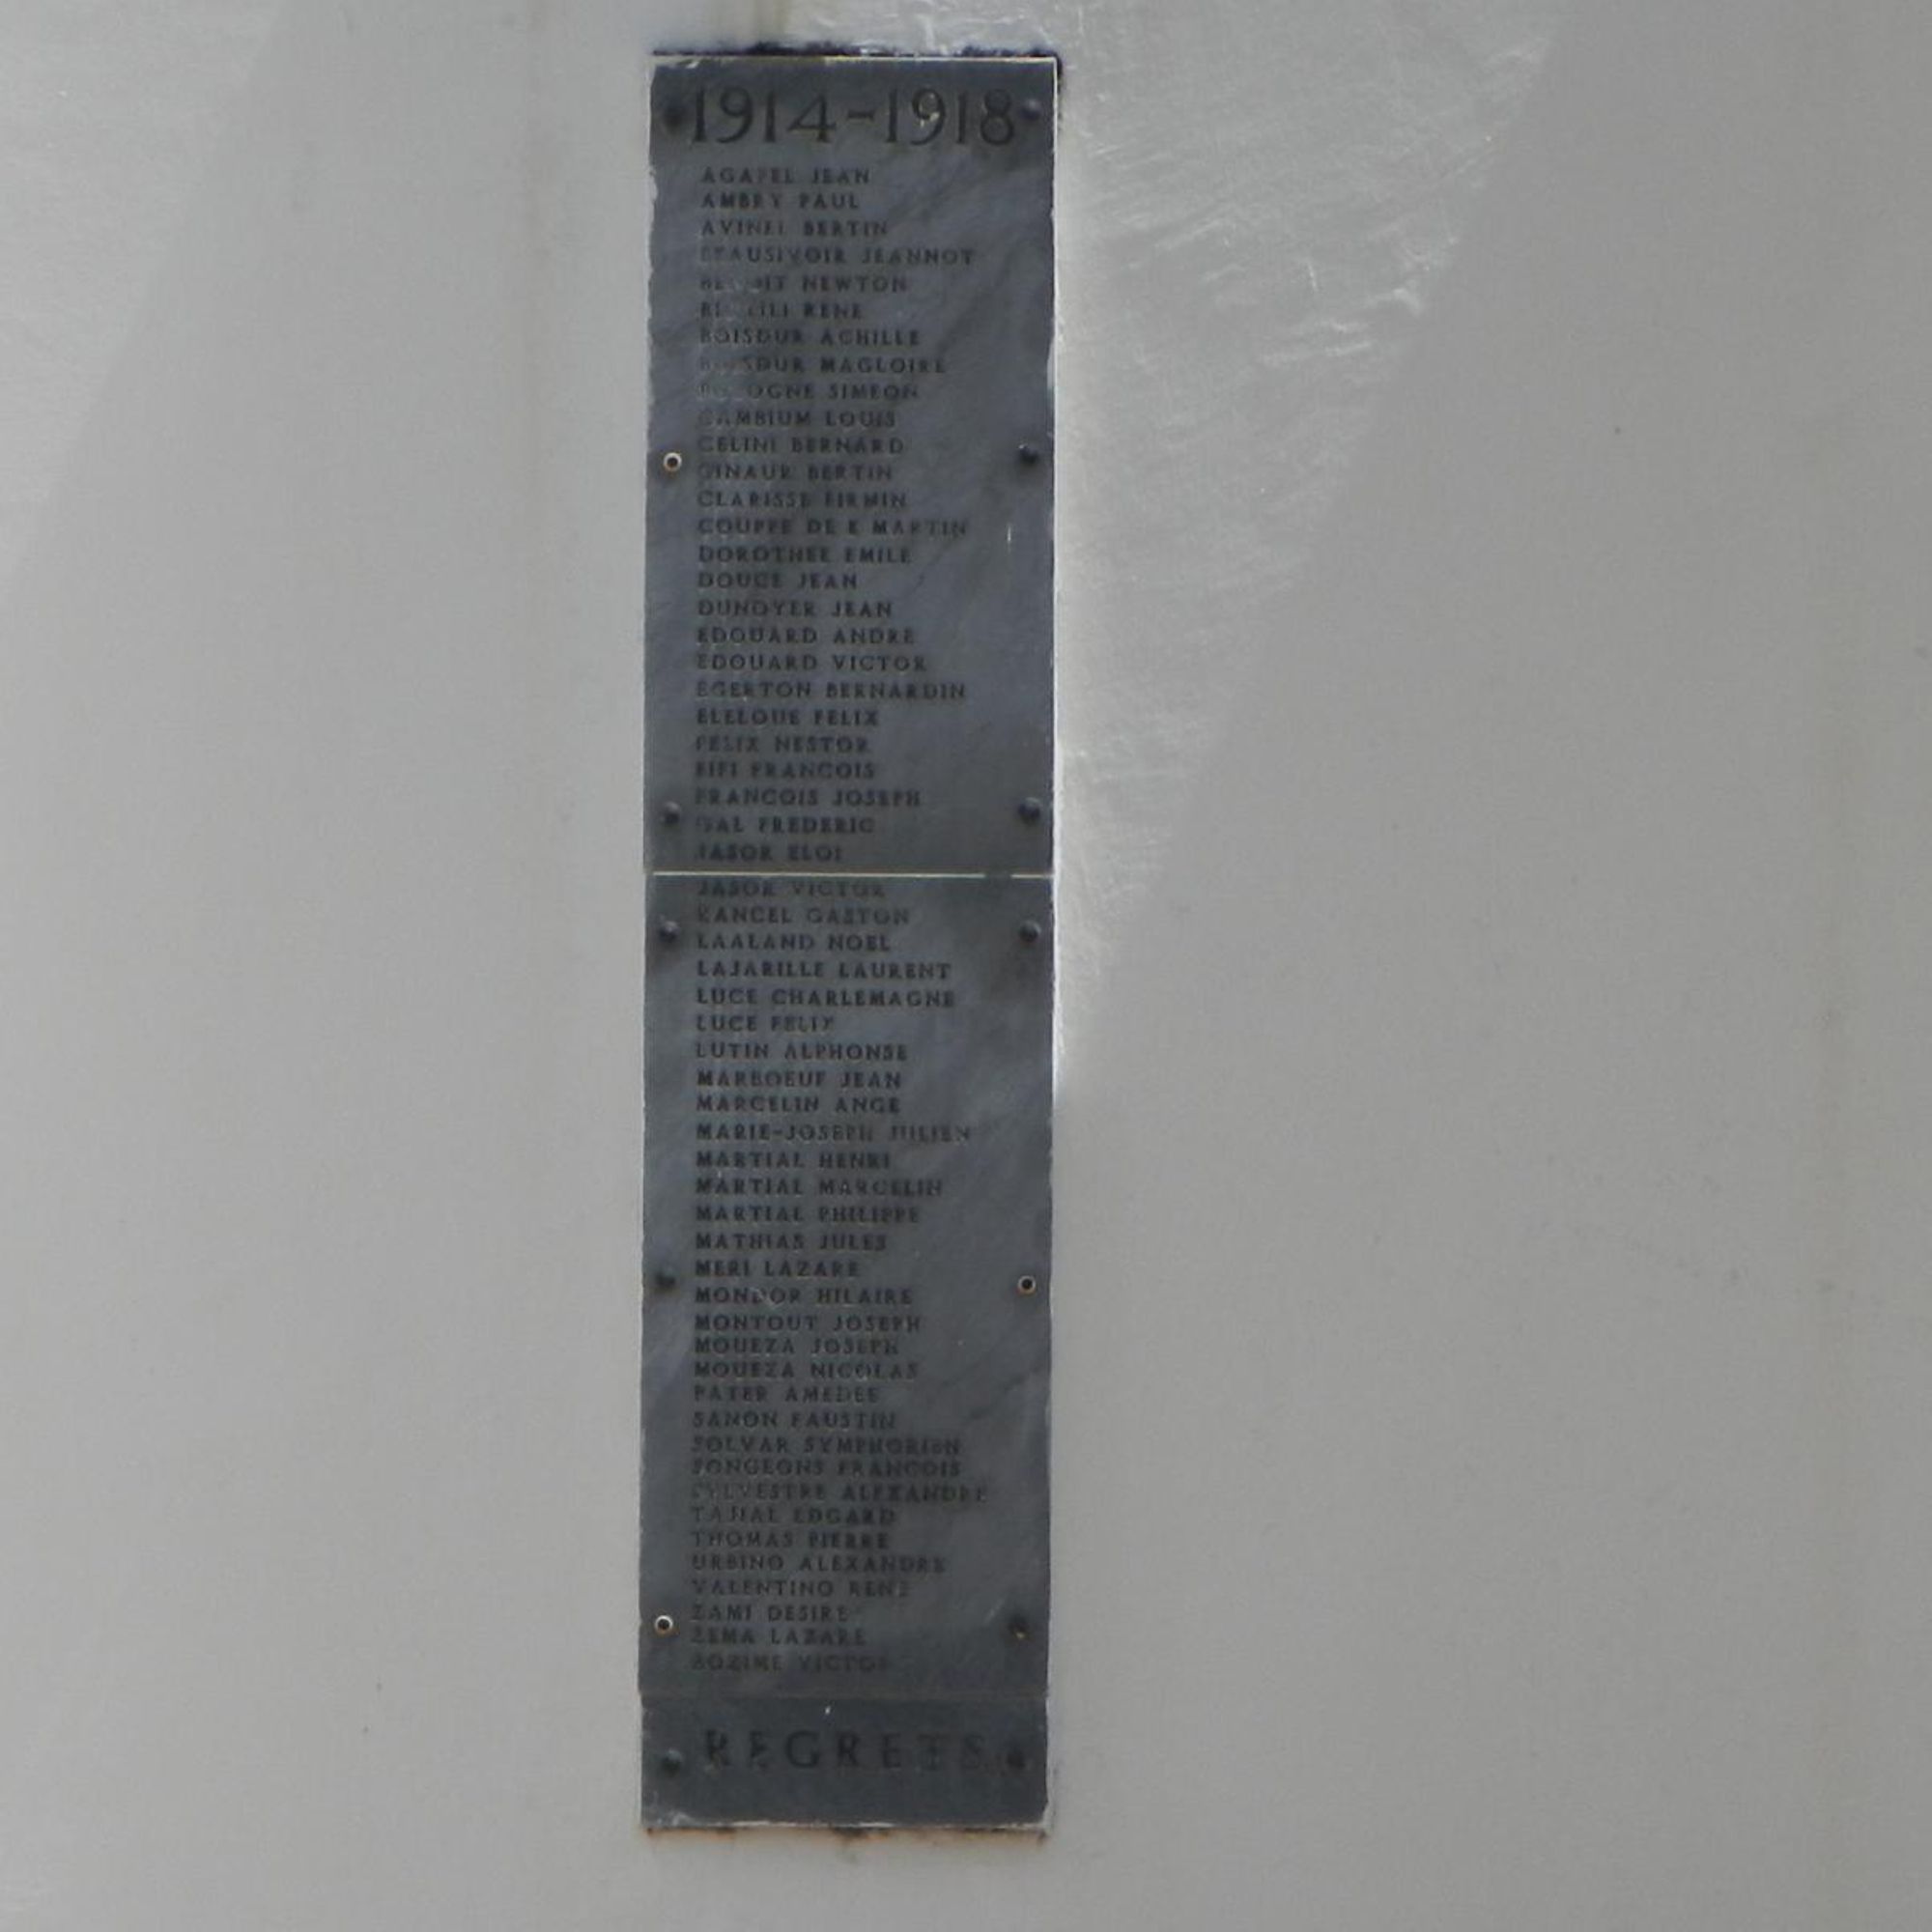 1914-1918
AGAPEL JEAN
AMBRY PAUL
AVINEL BERTIN
BEAUSIVOIR JEANNOT
NEWTON
RENE
BOISDUR ACHILLE
BOISDUR MAGLOIRE
SIMEON
CAMBIUM LOUIS
CELINI BERNARD
BERTIN
CLARISSE FIRMIN
COUPPE DE K MARTIN
DOROTHEE EMILE
DOUCE JEAN
DUNOYER JEAN
EDOUARD ANDRE
EDOUARD VICTOR
EGERTON BERNARDIN
ELELOUE FELIX
FELIX NESTOR
FIFI FRANCOIS
FRANCOIS JOSEPH
GAL FREDERIC
JASOR ELOI
JASOR VICTOR
KANCEL GASTON
LAALAND NOEL
LAJARILLE LAURENT
LUCE CHARLEMAGNE
LUCE FELIX
LUTIN ALPHONSE
MARBOEUF JEAN
MARCELIN ANGE
MARIE-JOSEPH JULIEN
MARTIAL HENRI
MARTIAL MARCELIN
MARTIAL PHILIPPE
MATHIAS JULES
MERI LAZARE
MONDOR HILAIRE
MONTOUT JOSEPH
MOUEZA JOSEPH
MOUEZA NICOLAS
PATER AMEDEE
SANON FAUSTIN
SOLVAR SYMPHORIEN
SONGEONS FRANCOIS
SYLVESTRE ALEXANDRE
TAJIAL EDGARD
THOMAS PIERRE
URBINO ALEXANDRE
VALENTINO RENE
ZAMI DESIRE
ZEMA LAZARE
BOZIME VICTOR
REGRETS